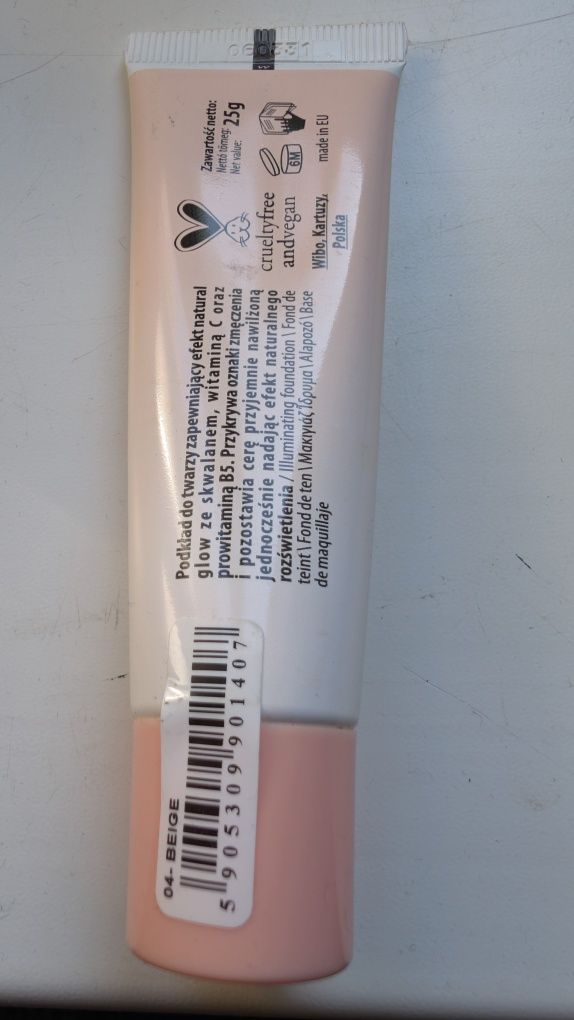 060331
Zawartość netto:
Nettó tömeg: 25g
Net value:
6M
made in EU
crueltyfree
andvegan
Wibo, Kartuzy,
Polska
Podkład do twarzy zapewniający efekt natural
glow ze skwalanem, witaminą C oraz
prowitaminą B5. Przykrywa oznaki zmęczenia
i pozostawia cerę przyjemnie nawilżoną
jednocześnie nadając efekt naturalnego
rozświetlenia / Illuminating foundation \ Fond de
teint \ Fond de ten \ Μακιγιάζ Ίδρυμα \ Alapozó \ Base
de maquillaje
04- BEIGE
5 905309 901407